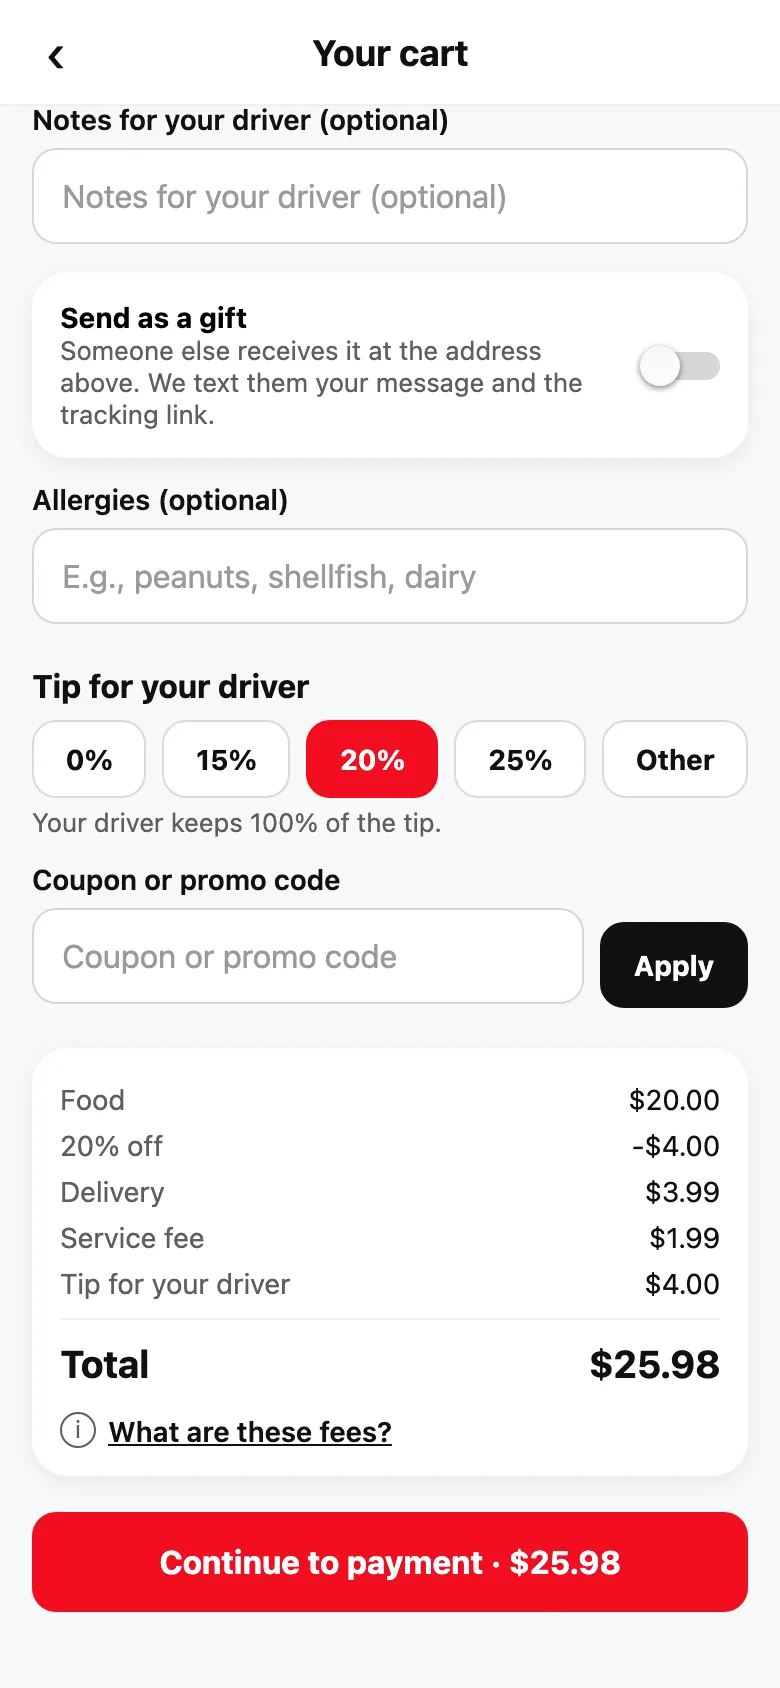 ‹
Your cart
Notes for your driver (optional)
Notes for your driver (optional)
Send as a gift
Someone else receives it at the address
above. We text them your message and the
tracking link.
Allergies (optional)
E.g., peanuts, shellfish, dairy
Tip for your driver
0% 15% 20% 25% Other
Your driver keeps 100% of the tip.
Coupon or promo code
Coupon or promo code
Apply
Food $20.00
20% off -$4.00
Delivery $3.99
Service fee $1.99
Tip for your driver $4.00
Total $25.98
i What are these fees?
Continue to payment · $25.98